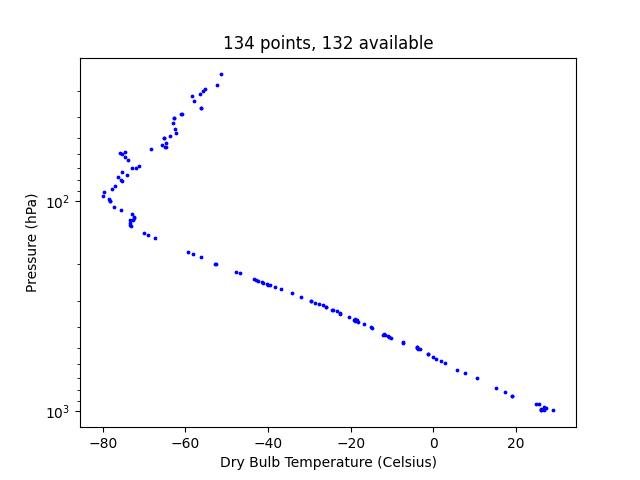 134 points, 132 available
Pressure (hPa)
10²
10³
−80 −60 −40 −20 0 20
Dry Bulb Temperature (Celsius)